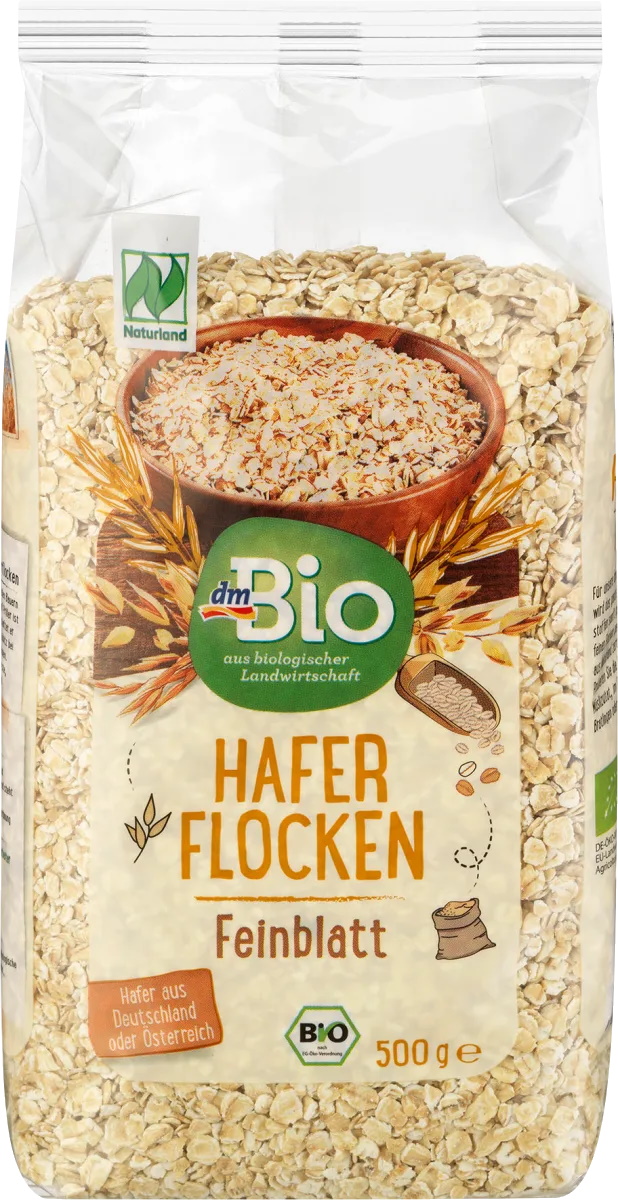 Naturland
dm
Bio
aus biologischer
Landwirtschaft
HAFER
FLOCKEN
Feinblatt
Hafer aus
Deutschland
oder Österreich
BIO
nach
EG-Öko-Verordnung
500 g e